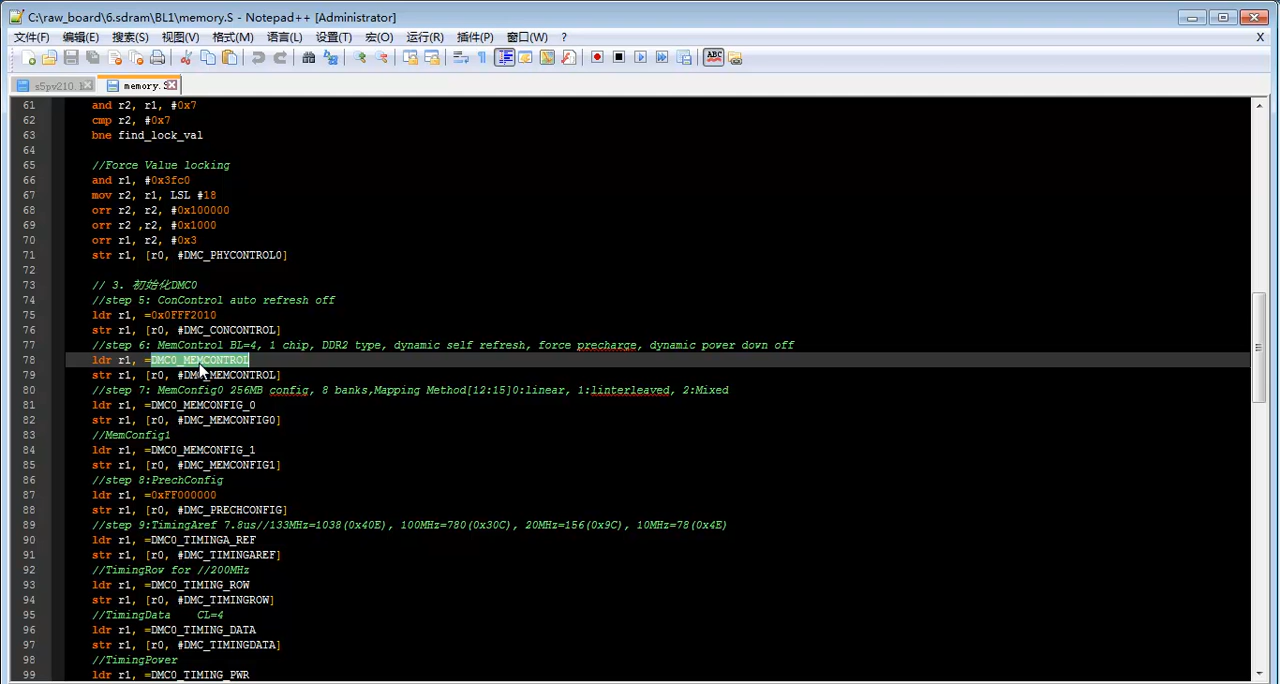 C:\raw_board\6.sdram\BL1\memory.S - Notepad++ [Administrator]
文件(F) 编辑(E) 搜索(S) 视图(V) 格式(M) 语言(L) 设置(T) 宏(O) 运行(R) 插件(P) 窗口(W) ? X
s5pv210. memory.S
61 and r2, r1, #0x7
62 cmp r2, #0x7
63 bne find_lock_val
64
65 //Force Value locking
66 and r1, #0x3fc0
67 mov r2, r1, LSL #18
68 orr r2, r2, #0x100000
69 orr r2 ,r2, #0x1000
70 orr r1, r2, #0x3
71 str r1, [r0, #DMC_PHYCONTROL0]
72
73 // 3. 初始化DMC0
74 //step 5: ConControl auto refresh off
75 ldr r1, =0x0FFF2010
76 str r1, [r0, #DMC_CONCONTROL]
77 //step 6: MemControl BL=4, 1 chip, DDR2 type, dynamic self refresh, force precharge, dynamic power down off
78 ldr r1, =DMC0_MEMCONTROL
79 str r1, [r0, #DMC_MEMCONTROL]
80 //step 7: MemConfig0 256MB config, 8 banks,Mapping Method[12:15]0:linear, 1:linterleaved, 2:Mixed
81 ldr r1, =DMC0_MEMCONFIG_0
82 str r1, [r0, #DMC_MEMCONFIG0]
83 //MemConfig1
84 ldr r1, =DMC0_MEMCONFIG_1
85 str r1, [r0, #DMC_MEMCONFIG1]
86 //step 8:PrechConfig
87 ldr r1, =0xFF000000
88 str r1, [r0, #DMC_PRECHCONFIG]
89 //step 9:TimingAref 7.8us//133MHz=1038(0x40E), 100MHz=780(0x30C), 20MHz=156(0x9C), 10MHz=78(0x4E)
90 ldr r1, =DMC0_TIMINGA_REF
91 str r1, [r0, #DMC_TIMINGAREF]
92 //TimingRow for //200MHz
93 ldr r1, =DMC0_TIMING_ROW
94 str r1, [r0, #DMC_TIMINGROW]
95 //TimingData CL=4
96 ldr r1, =DMC0_TIMING_DATA
97 str r1, [r0, #DMC_TIMINGDATA]
98 //TimingPower
99 ldr r1, =DMC0_TIMING_PWR